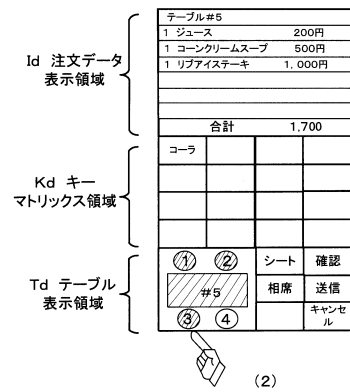 テーブル#5
1 ジュース 200円
1 コーンクリームスープ 500円
1 リブアイステーキ 1,000円
合計 1,700
Id 注文データ
表示領域
コーラ
Kd キー
マトリックス領域
① ② シート 確認
Td テーブル
表示領域
#5 相席 送信
③ ④ キャンセ
ル
(2)